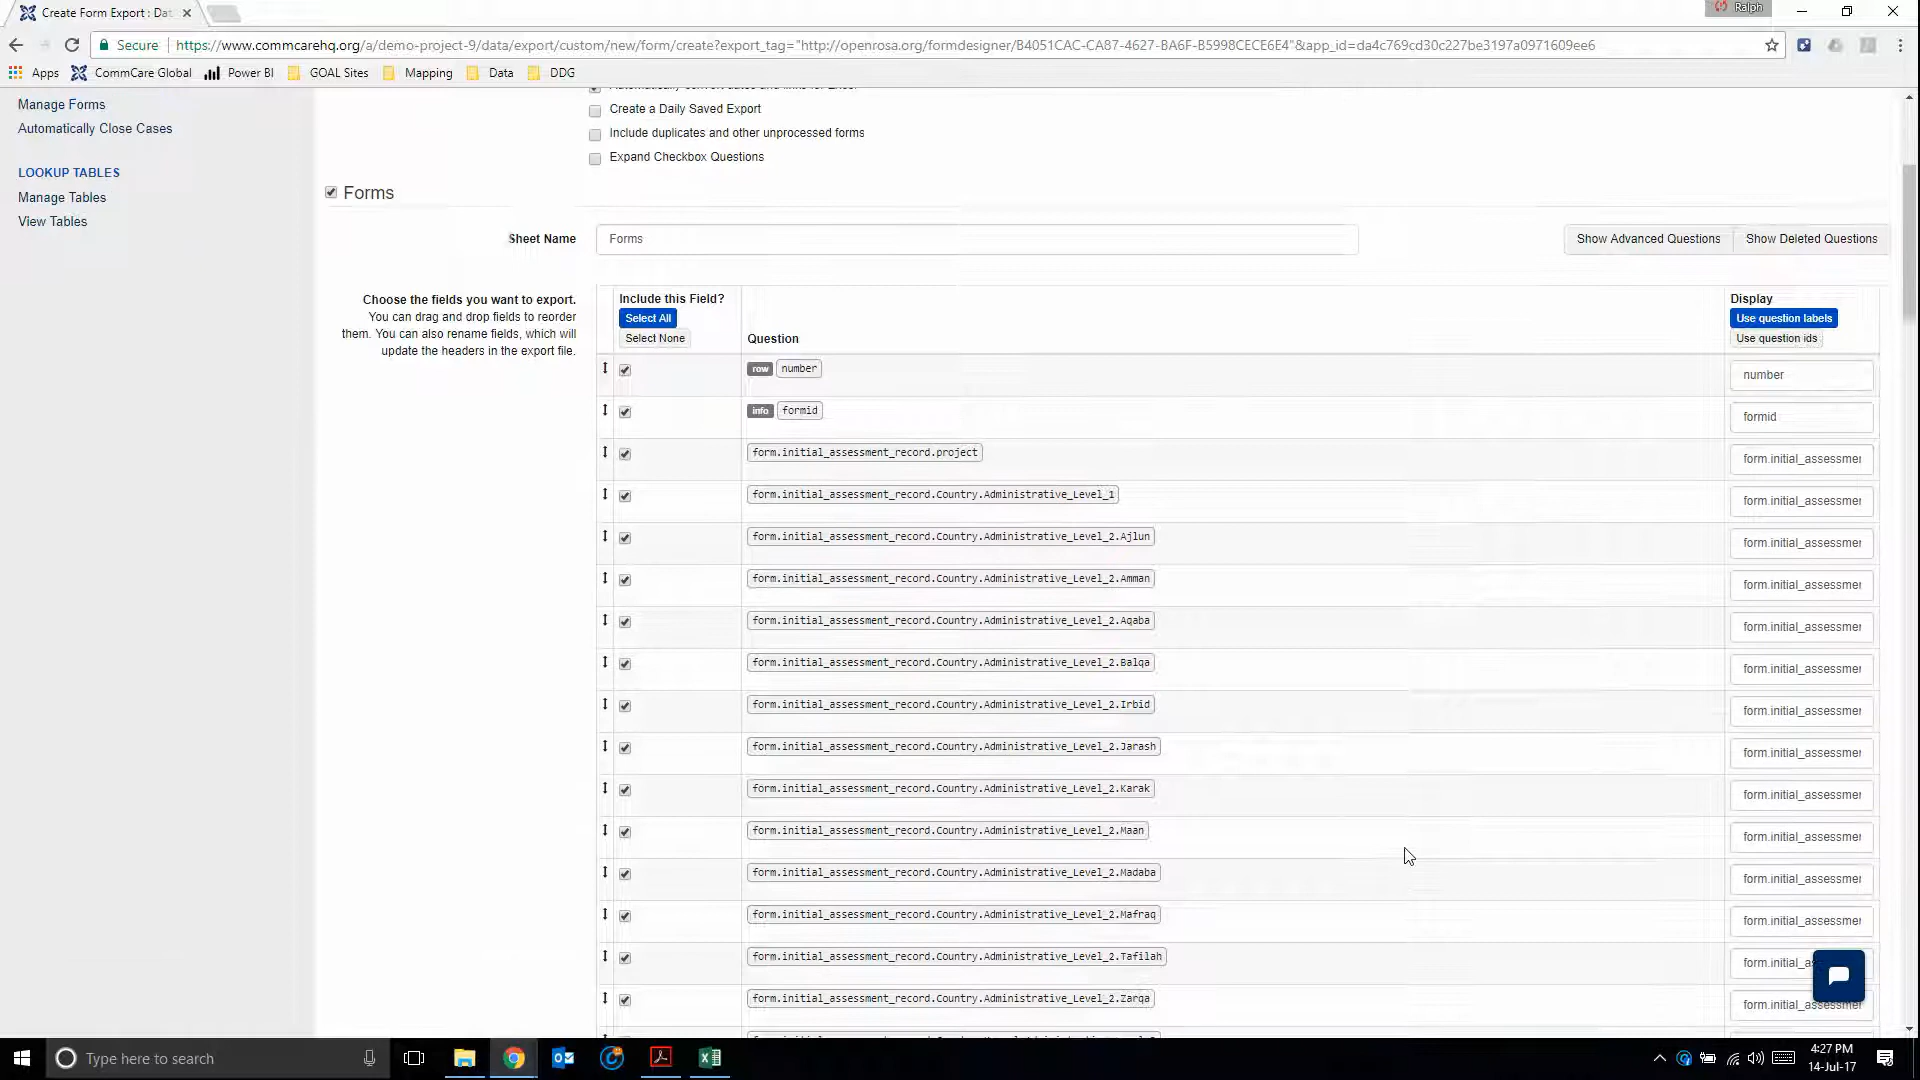 Create Form Export : Dat
Ralph
Secure
https://www.commcarehq.org/a/demo-project-9/data/export/custom/new/form/create?export_tag="http://openrosa.org/formdesigner/B4051CAC-CA87-4627-BA6F-B5998CECE6E4"&app_id=da4c769cd30c227be3197a0971609ee6
Apps
CommCare Global
Power BI
GOAL Sites
Mapping
Data
DDG
Manage Forms
Automatically Close Cases
LOOKUP TABLES
Manage Tables
View Tables
Automatically convert dates and links for Excel
Create a Daily Saved Export
Include duplicates and other unprocessed forms
Expand Checkbox Questions
Forms
Sheet Name
Forms
Show Advanced Questions
Show Deleted Questions
Choose the fields you want to export.
You can drag and drop fields to reorder
them. You can also rename fields, which will
update the headers in the export file.
Include this Field?
Select All
Select None
Question
Display
Use question labels
Use question ids
row number
number
info formid
formid
form.initial_assessment_record.project
form.initial_assessmer
form.initial_assessment_record.Country.Administrative_Level_1
form.initial_assessmer
form.initial_assessment_record.Country.Administrative_Level_2.Ajlun
form.initial_assessmer
form.initial_assessment_record.Country.Administrative_Level_2.Amman
form.initial_assessmer
form.initial_assessment_record.Country.Administrative_Level_2.Aqaba
form.initial_assessmer
form.initial_assessment_record.Country.Administrative_Level_2.Balqa
form.initial_assessmer
form.initial_assessment_record.Country.Administrative_Level_2.Irbid
form.initial_assessmer
form.initial_assessment_record.Country.Administrative_Level_2.Jarash
form.initial_assessmer
form.initial_assessment_record.Country.Administrative_Level_2.Karak
form.initial_assessmer
form.initial_assessment_record.Country.Administrative_Level_2.Maan
form.initial_assessmer
form.initial_assessment_record.Country.Administrative_Level_2.Madaba
form.initial_assessmer
form.initial_assessment_record.Country.Administrative_Level_2.Mafraq
form.initial_assessmer
form.initial_assessment_record.Country.Administrative_Level_2.Tafilah
form.initial_as
form.initial_assessment_record.Country.Administrative_Level_2.Zarqa
form.initial_assessmer
Type here to search
4:27 PM
14-Jul-17